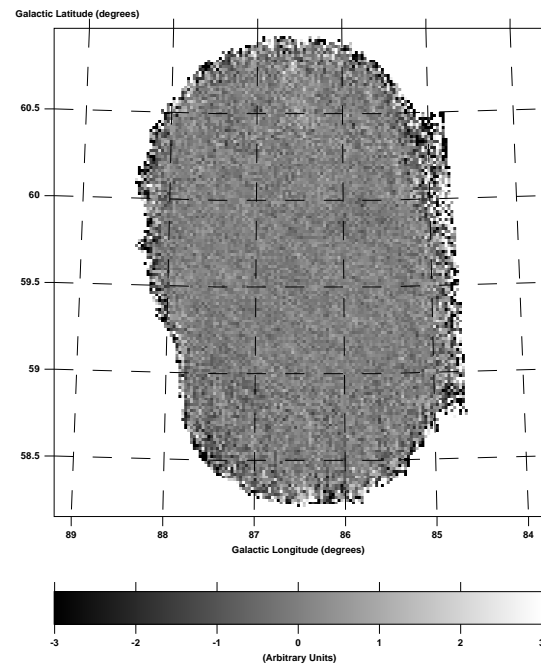 Galactic Latitude (degrees)
60.5
60
59.5
59
58.5
89 88 87 86 85 84
Galactic Longitude (degrees)
-3 -2 -1 0 1 2 3
(Arbitrary Units)